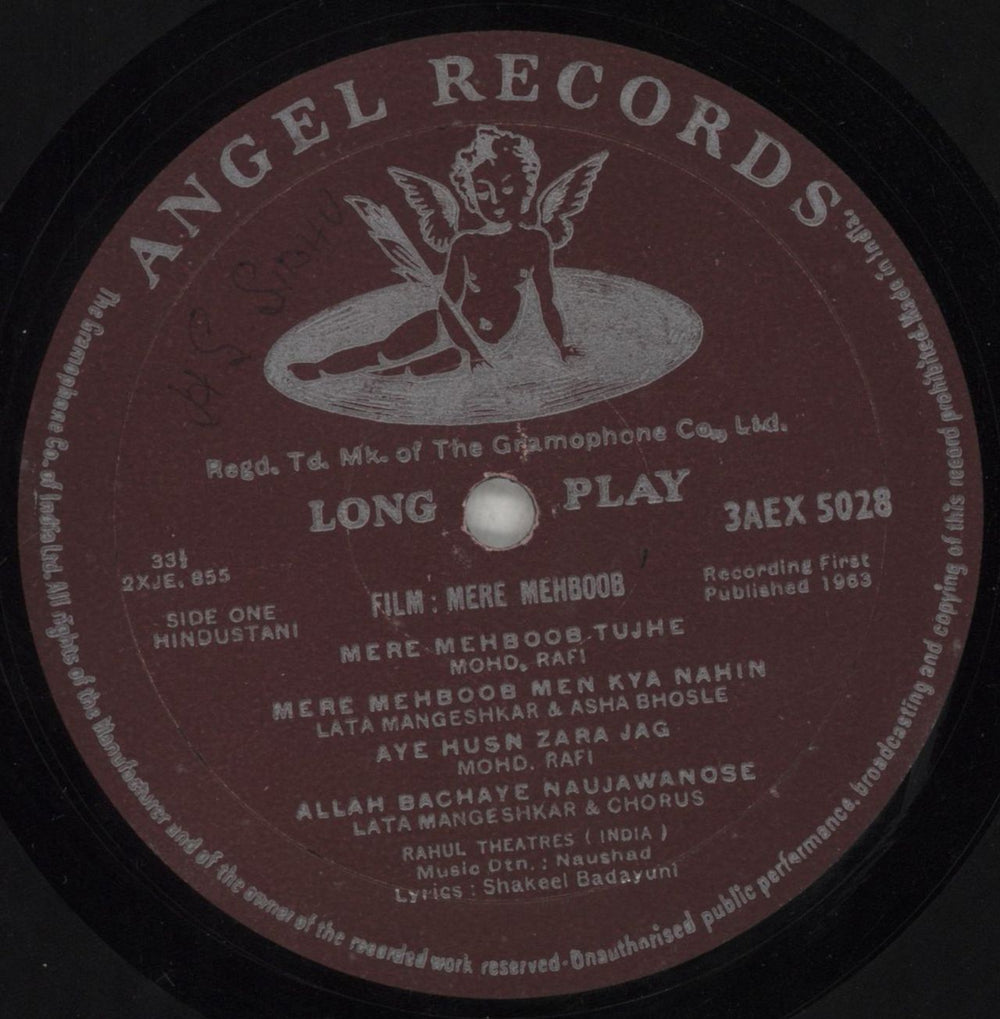 ANGEL RECORDS
Regd. Td. Mk. of The Gramophone Co., Ltd.
LONG PLAY
3AEX 5028
33⅓
2XJE. 855
SIDE ONE
HINDUSTANI
Recording First
Published 1963
FILM : MERE MEHBOOB
MERE MEHBOOB TUJHE
MOHD. RAFI
MERE MEHBOOB MEN KYA NAHIN
LATA MANGESHKAR & ASHA BHOSLE
AYE HUSN ZARA JAG
MOHD. RAFI
ALLAH BACHAYE NAUJAWANOSE
LATA MANGESHKAR & CHORUS
RAHUL THEATRES ( INDIA )
Music Dtn. : Naushad
Lyrics : Shakeel Badayuni
The Gramophone Co. of India Ltd. All rights of the Manufacturer and of the owner of the recorded work reserved-Unauthorised public performance, broadcasting and copying of this record prohibited. Made in India.
SIDHU